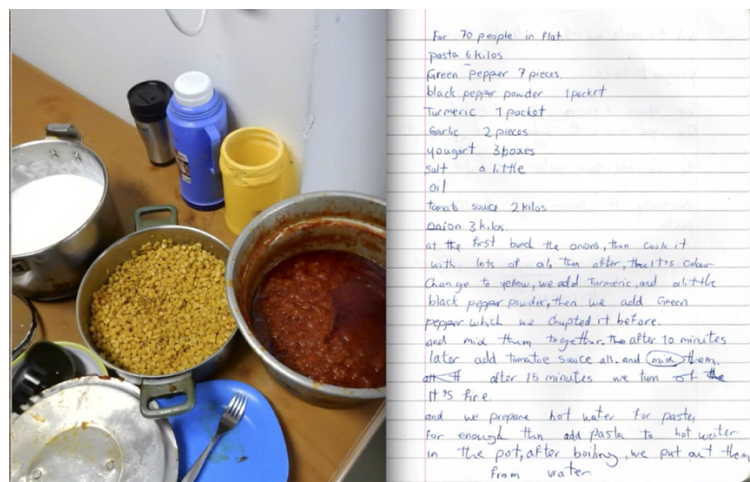 For 70 people in flat.
pasta 6 kilos
Green pepper 7 pieces
black pepper powder 1 packet
Turmeric 1 packet
Garlic 2 pieces
yougart 3 boxes
salt a little
oil
tomato sauce 2 kilos
onion 3 kilos.
at the first the onions, then cook it
with lots of oil, then after, the It's colour
change to yellow, we add Turmeric, and alittle
black pepper powder, then we add Green
pepper which we chupted it before.
and mix them together. the after 10 minutes
later add tomatoe sauce all. and mix them.
after 15 minutes we turn of the
It's fire.
and we prepare hot water for paste,
for enough then add pasta to hot water
in the pot, after boiling, we put out them
from water